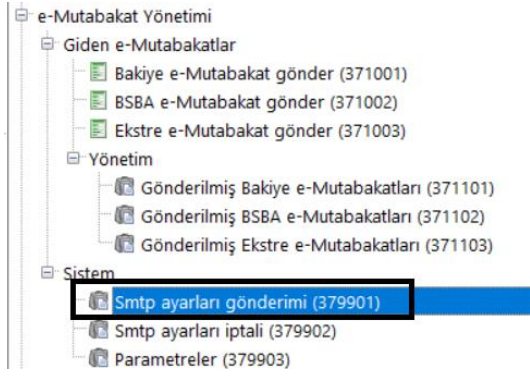 e-Mutabakat Yönetimi
Giden e-Mutabakatlar
Bakiye e-Mutabakat gönder (371001)
BSBA e-Mutabakat gönder (371002)
Ekstre e-Mutabakat gönder (371003)
Yönetim
Gönderilmiş Bakiye e-Mutabakatları (371101)
Gönderilmiş BSBA e-Mutabakatları (371102)
Gönderilmiş Ekstre e-Mutabakatları (371103)
Sistem
Smtp ayarları gönderimi (379901)
Smtp ayarları iptali (379902)
Parametreler (379903)